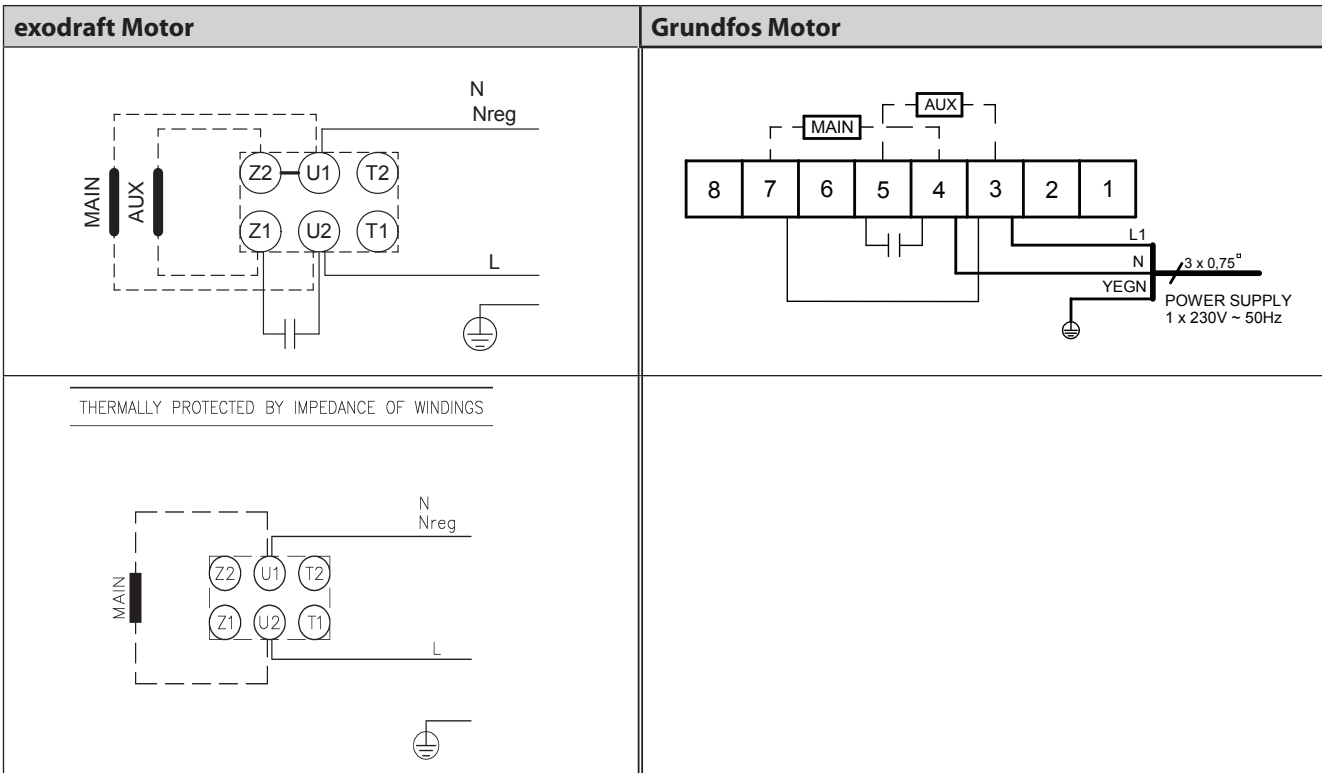 exodraft Motor
Grundfos Motor
N
Nreg
MAIN
AUX
Z2 U1 T2
Z1 U2 T1
L
AUX
MAIN
8 7 6 5 4 3 2 1
L1
N
3 x 0,75¤
YEGN
POWER SUPPLY
1 x 230V ~ 50Hz
THERMALLY PROTECTED BY IMPEDANCE OF WINDINGS
N
Nreg
MAIN
Z2 U1 T2
Z1 U2 T1
L